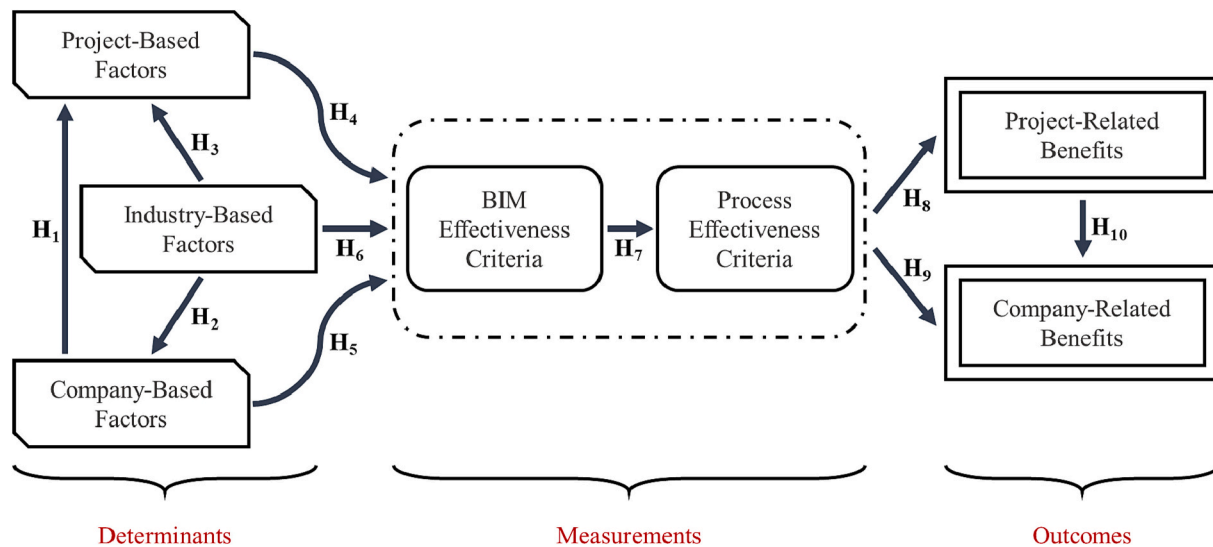 Project-Based
Factors
H4
H3
H1
Industry-Based
Factors
H6
H2
Company-Based
Factors
H5
BIM
Effectiveness
Criteria
H7
Process
Effectiveness
Criteria
H8
H9
Project-Related
Benefits
H10
Company-Related
Benefits
Determinants
Measurements
Outcomes